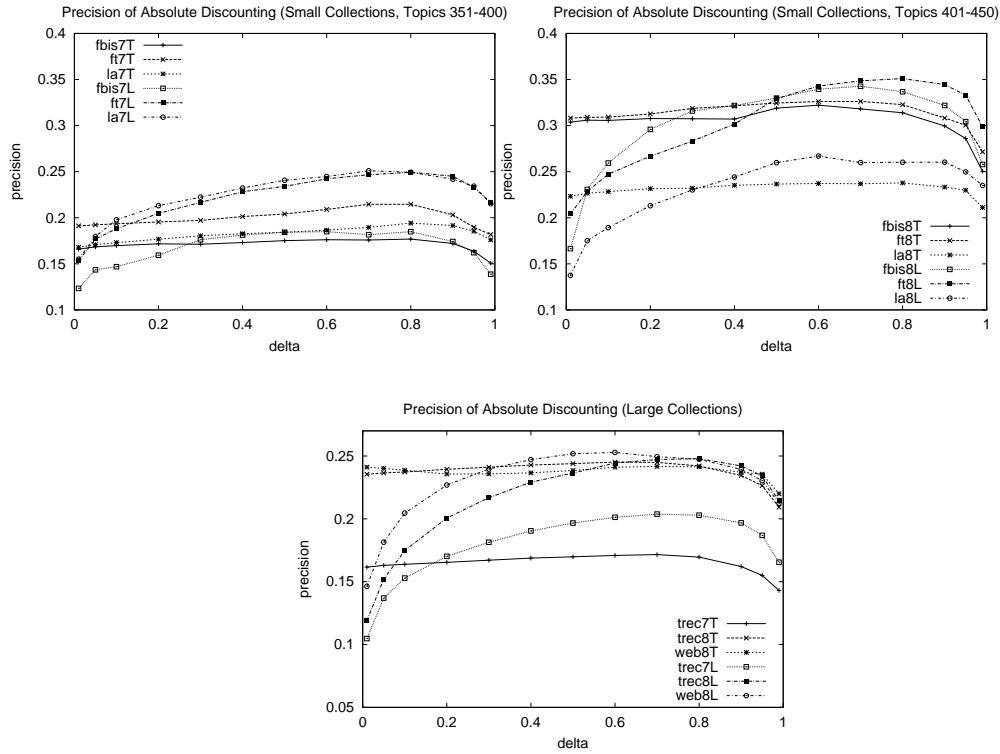 Precision of Absolute Discounting (Small Collections, Topics 351-400)
0.4
0.35
0.3
0.25
0.2
0.15
0.1
precision
0 0.2 0.4 0.6 0.8 1
delta
fbis7T
ft7T
la7T
fbis7L
ft7L
la7L
Precision of Absolute Discounting (Small Collections, Topics 401-450)
0.4
0.35
0.3
0.25
0.2
0.15
0.1
precision
0 0.2 0.4 0.6 0.8 1
delta
fbis8T
ft8T
la8T
fbis8L
ft8L
la8L
Precision of Absolute Discounting (Large Collections)
0.25
0.2
0.15
0.1
0.05
precision
0 0.2 0.4 0.6 0.8 1
delta
trec7T
trec8T
web8T
trec7L
trec8L
web8L